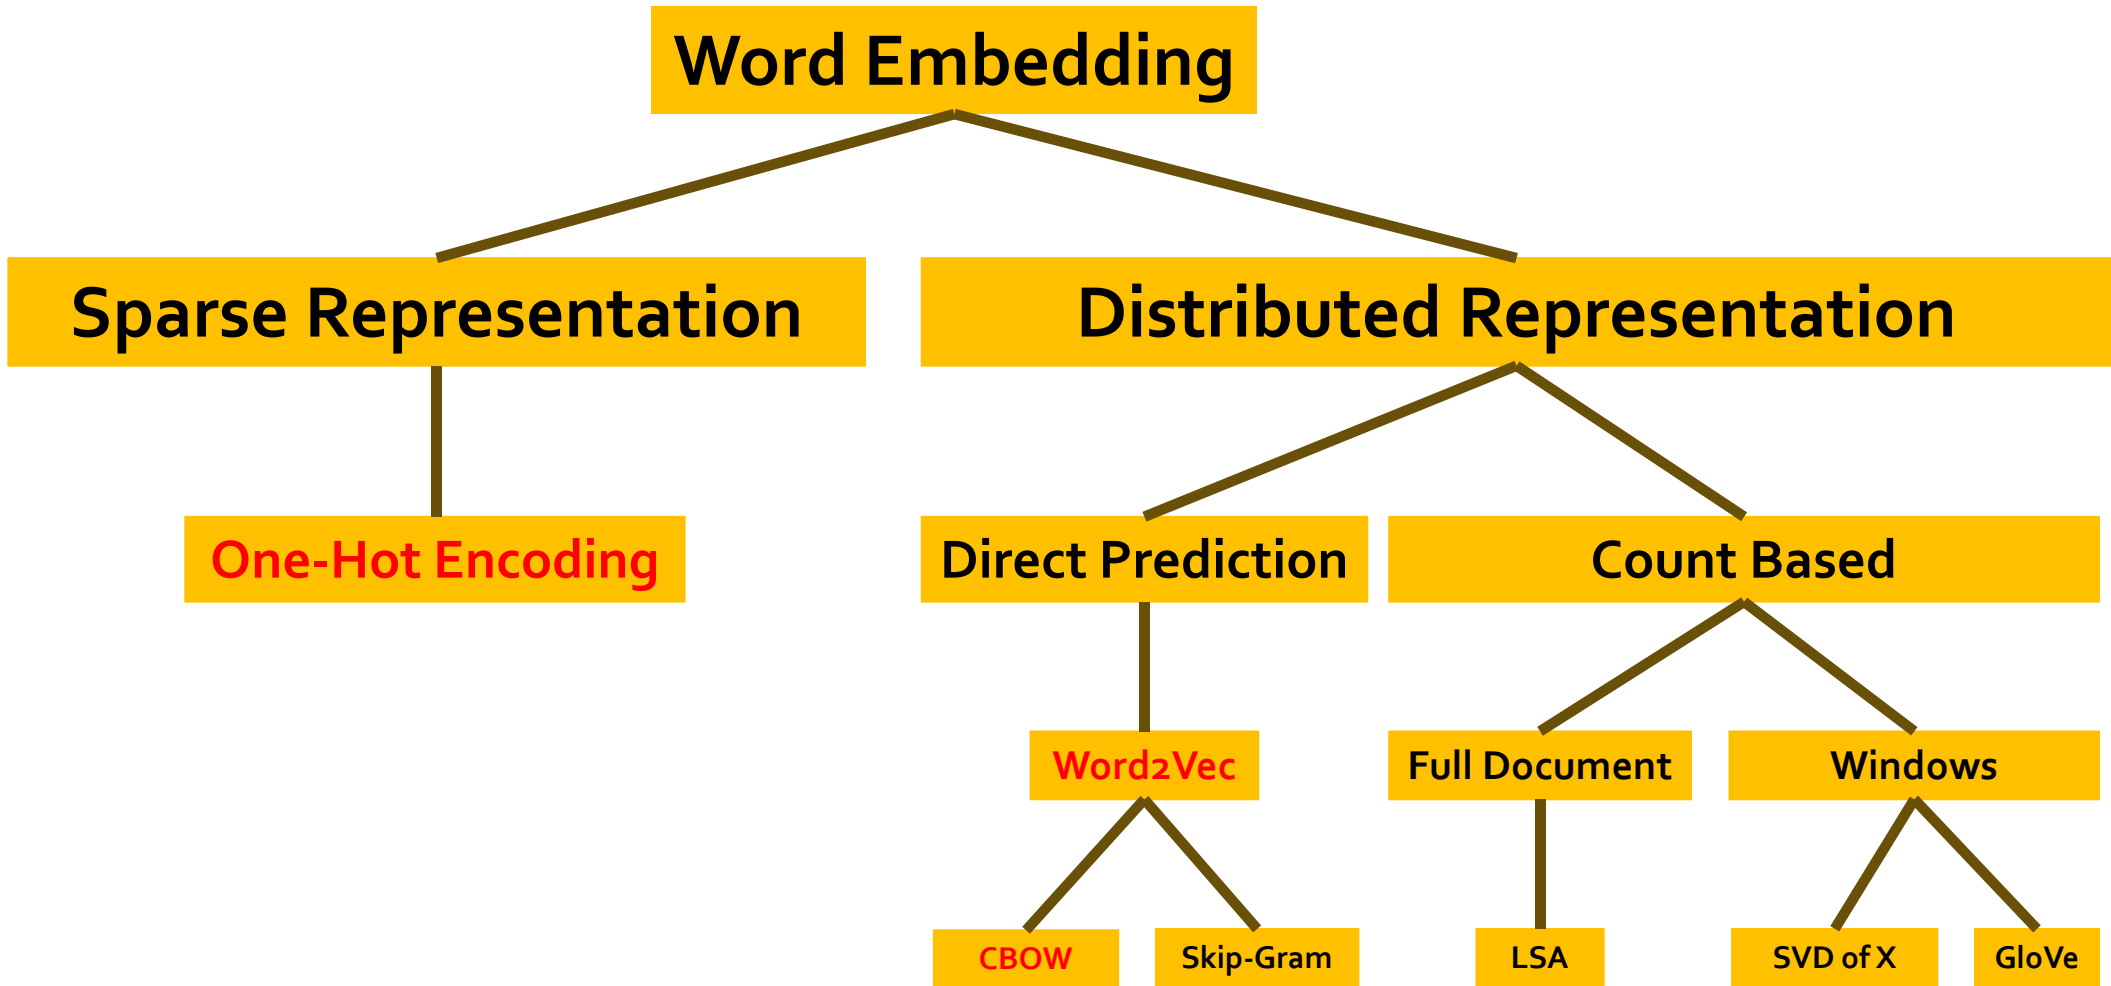 Word Embedding
Sparse Representation
Distributed Representation
One-Hot Encoding
Direct Prediction
Count Based
Word2Vec
Full Document
Windows
CBOW
Skip-Gram
LSA
SVD of X
GloVe